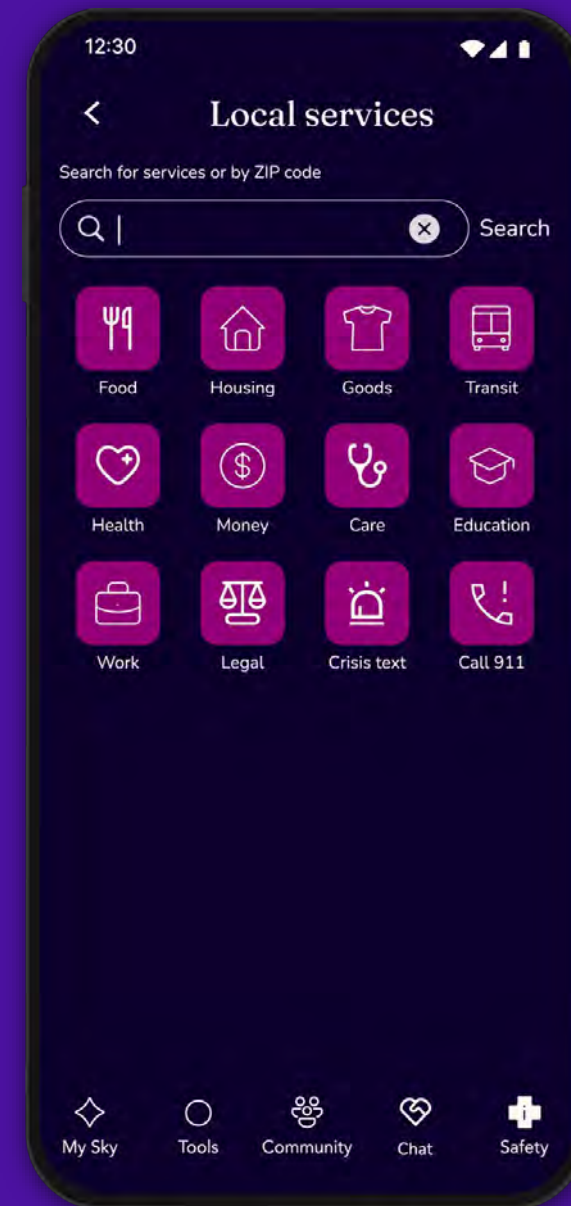 12:30
Local services
Search for services or by ZIP code
Search
Food Housing Goods Transit
Health Money Care Education
Work Legal Crisis text Call 911
My Sky Tools Community Chat Safety